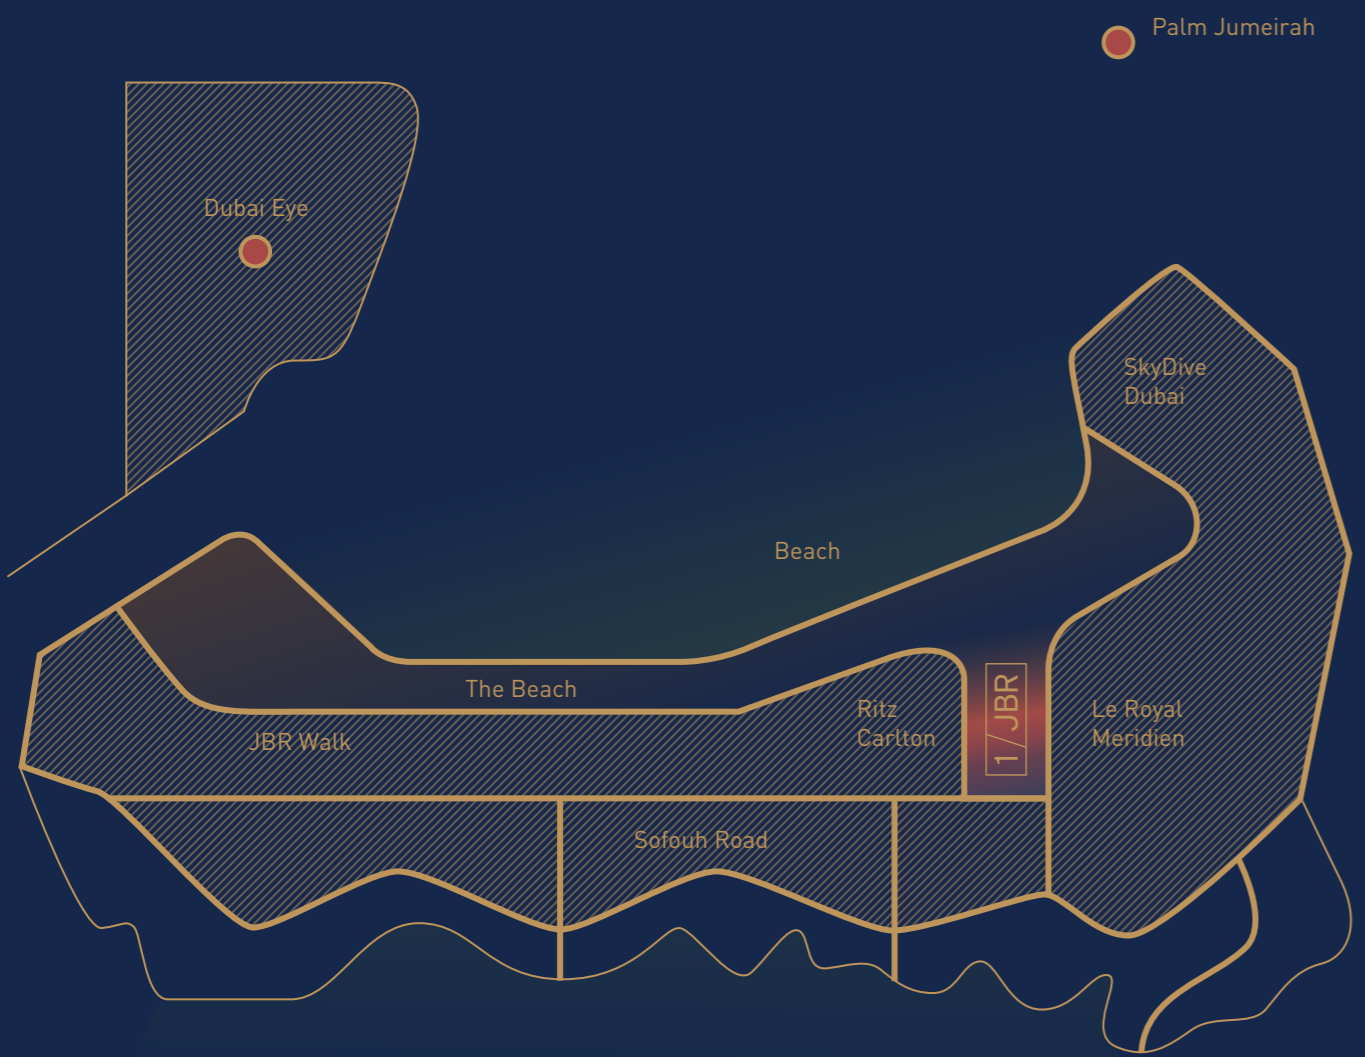 Palm Jumeirah
Dubai Eye
SkyDive
Dubai
Beach
The Beach
JBR Walk
Ritz
Carlton
1 / JBR
Le Royal
Meridien
Sofouh Road